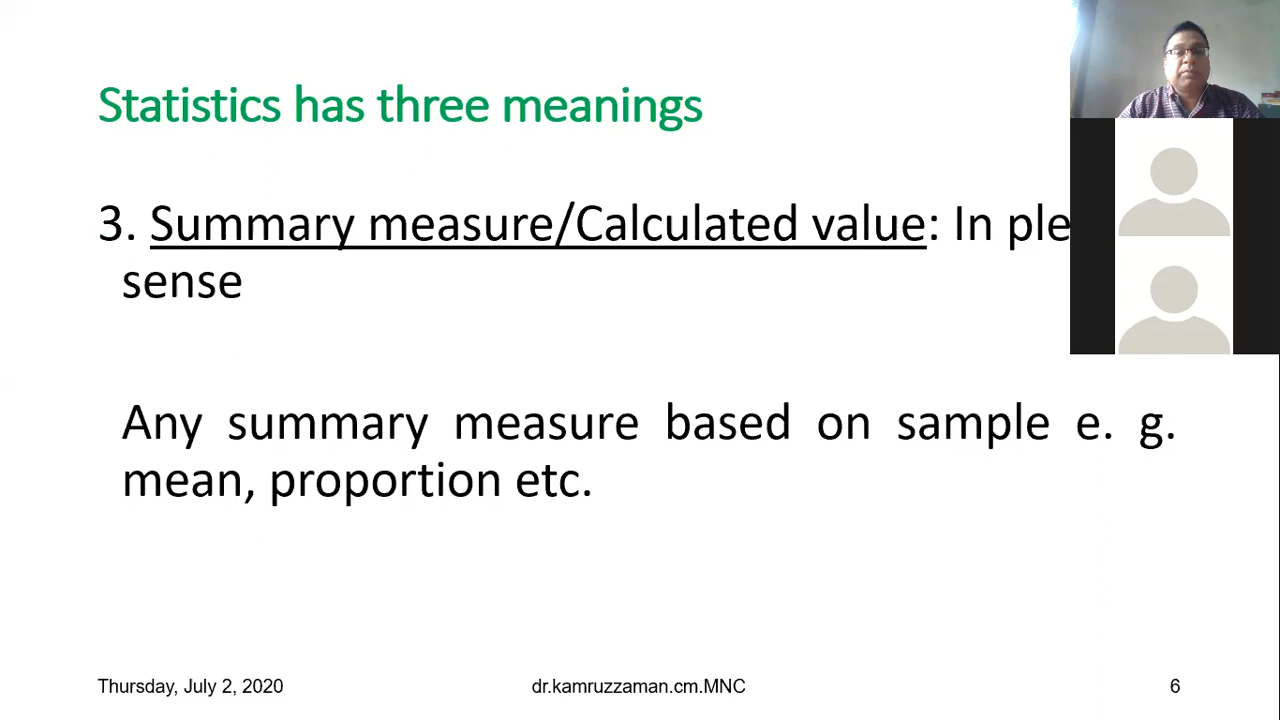 Statistics has three meanings
3. Summary measure/Calculated value: In ple
sense
Any summary measure based on sample e. g.
mean, proportion etc.
Thursday, July 2, 2020
dr.kamruzzaman.cm.MNC
6